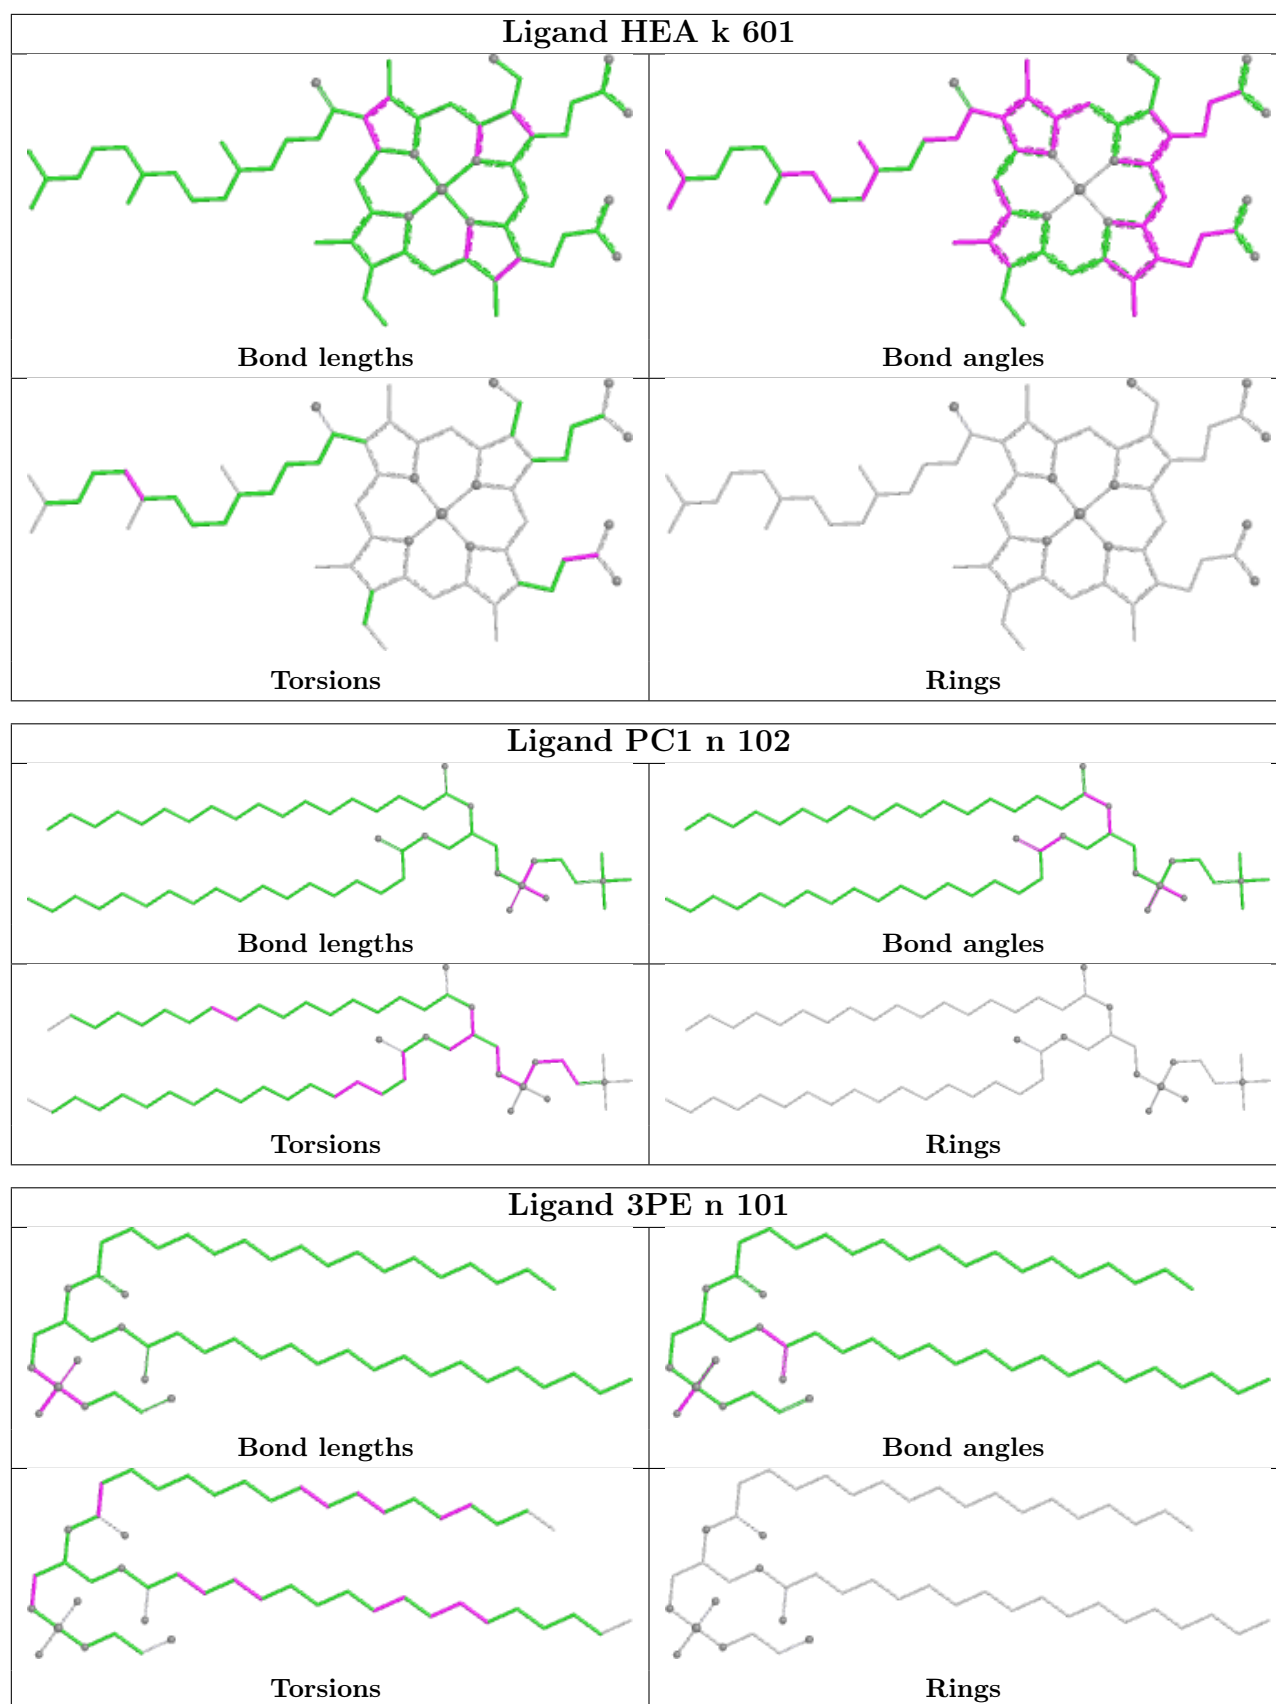 Ligand HEA k 601
Bond lengths
Bond angles
Torsions
Rings
Ligand PC1 n 102
Bond lengths
Bond angles
Torsions
Rings
Ligand 3PE n 101
Bond lengths
Bond angles
Torsions
Rings